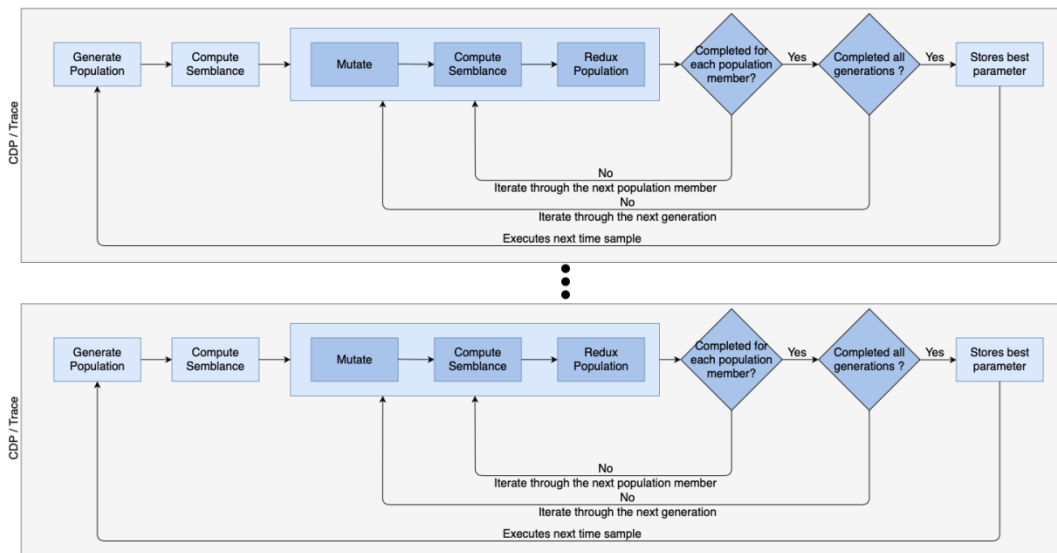 Generate
Population
Compute
Semblance
Mutate
Compute
Semblance
Redux
Population
Completed for
each population
member?
Yes
Completed all
generations ?
Yes
Stores best
parameter
CDP / Trace
No
Iterate through the next population member
No
Iterate through the next generation
Executes next time sample
Generate
Population
Compute
Semblance
Mutate
Compute
Semblance
Redux
Population
Completed for
each population
member?
Yes
Completed all
generations ?
Yes
Stores best
parameter
CDP / Trace
No
Iterate through the next population member
No
Iterate through the next generation
Executes next time sample